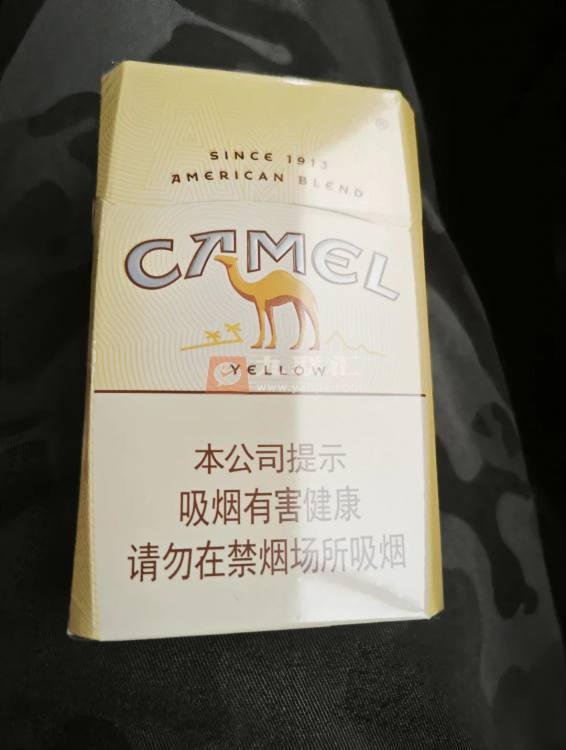 ®
SINCE 1913
AMERICAN BLEND
CAMEL
YELLOW
本公司提示
吸烟有害健康
请勿在禁烟场所吸烟